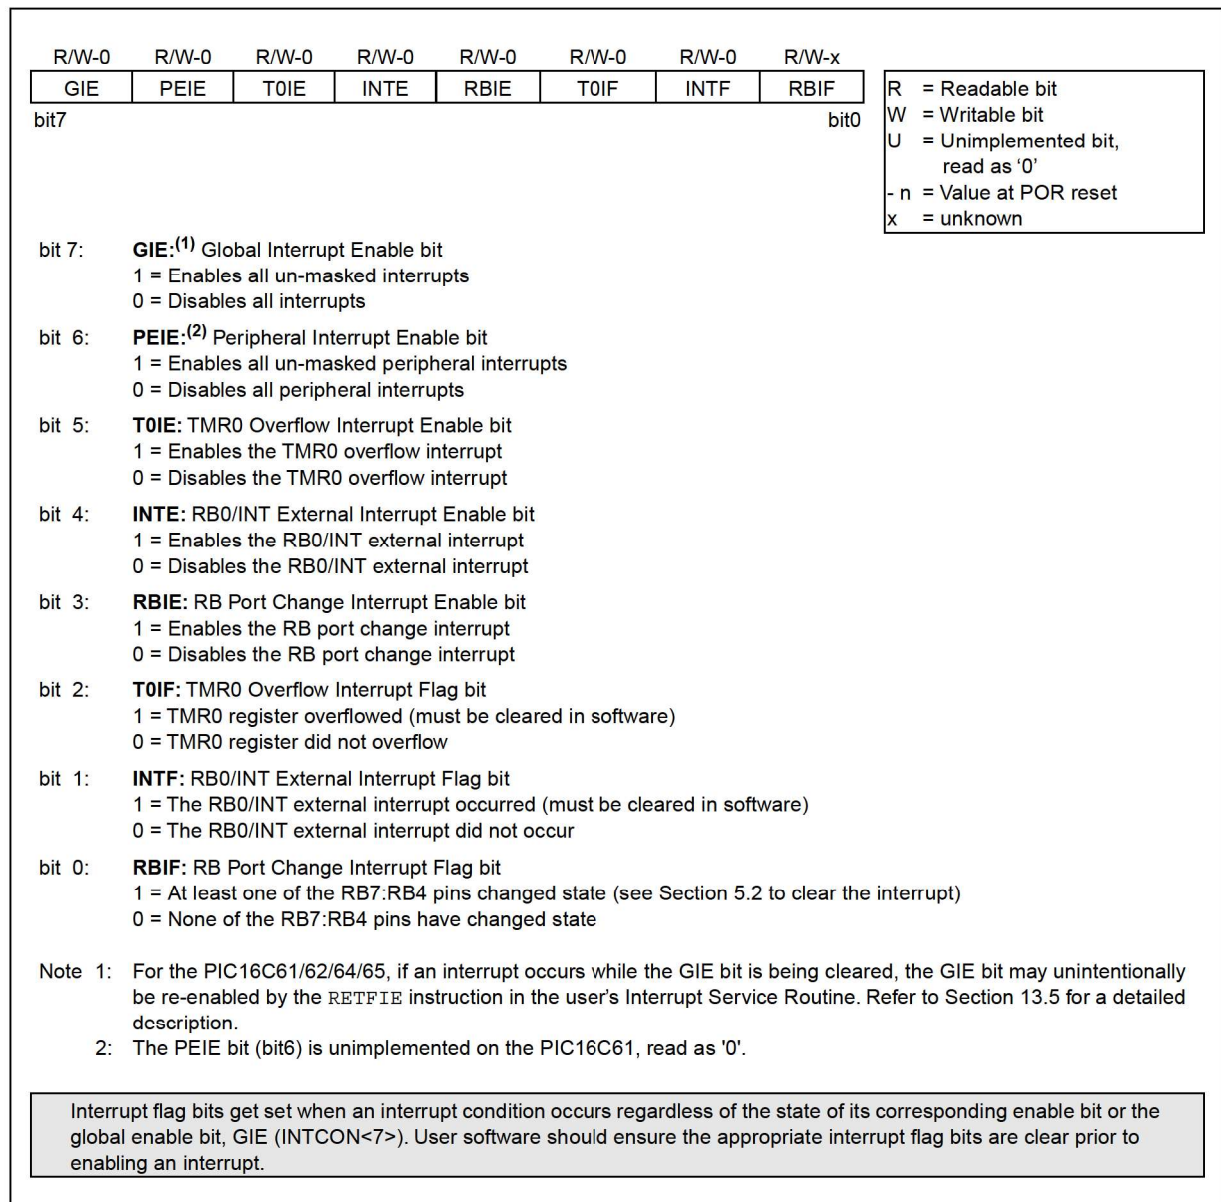 R/W-0 R/W-0 R/W-0 R/W-0 R/W-0 R/W-0 R/W-0 R/W-x
GIE PEIE T0IE INTE RBIE T0IF INTF RBIF
bit7 bit0
R = Readable bit
W = Writable bit
U = Unimplemented bit,
read as ‘0’
- n = Value at POR reset
x = unknown
bit 7: GIE:(1) Global Interrupt Enable bit
1 = Enables all un-masked interrupts
0 = Disables all interrupts
bit 6: PEIE:(2) Peripheral Interrupt Enable bit
1 = Enables all un-masked peripheral interrupts
0 = Disables all peripheral interrupts
bit 5: T0IE: TMR0 Overflow Interrupt Enable bit
1 = Enables the TMR0 overflow interrupt
0 = Disables the TMR0 overflow interrupt
bit 4: INTE: RB0/INT External Interrupt Enable bit
1 = Enables the RB0/INT external interrupt
0 = Disables the RB0/INT external interrupt
bit 3: RBIE: RB Port Change Interrupt Enable bit
1 = Enables the RB port change interrupt
0 = Disables the RB port change interrupt
bit 2: T0IF: TMR0 Overflow Interrupt Flag bit
1 = TMR0 register overflowed (must be cleared in software)
0 = TMR0 register did not overflow
bit 1: INTF: RB0/INT External Interrupt Flag bit
1 = The RB0/INT external interrupt occurred (must be cleared in software)
0 = The RB0/INT external interrupt did not occur
bit 0: RBIF: RB Port Change Interrupt Flag bit
1 = At least one of the RB7:RB4 pins changed state (see Section 5.2 to clear the interrupt)
0 = None of the RB7:RB4 pins have changed state
Note 1: For the PIC16C61/62/64/65, if an interrupt occurs while the GIE bit is being cleared, the GIE bit may unintentionally
be re-enabled by the RETFIE instruction in the user’s Interrupt Service Routine. Refer to Section 13.5 for a detailed
description.
2: The PEIE bit (bit6) is unimplemented on the PIC16C61, read as '0'.
Interrupt flag bits get set when an interrupt condition occurs regardless of the state of its corresponding enable bit or the
global enable bit, GIE (INTCON<7>). User software should ensure the appropriate interrupt flag bits are clear prior to
enabling an interrupt.